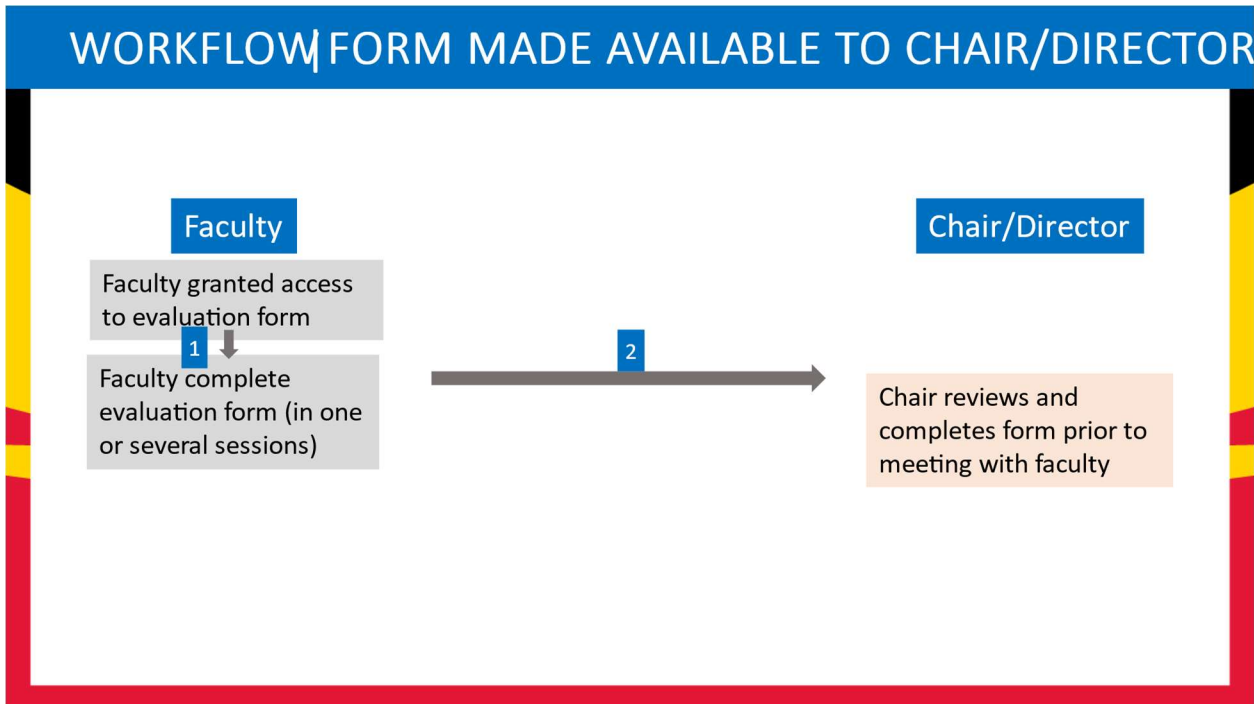 WORKFLOW| FORM MADE AVAILABLE TO CHAIR/DIRECTOR
Faculty
Faculty granted access
to evaluation form
1
Faculty complete
evaluation form (in one
or several sessions)
2
Chair/Director
Chair reviews and
completes form prior to
meeting with faculty